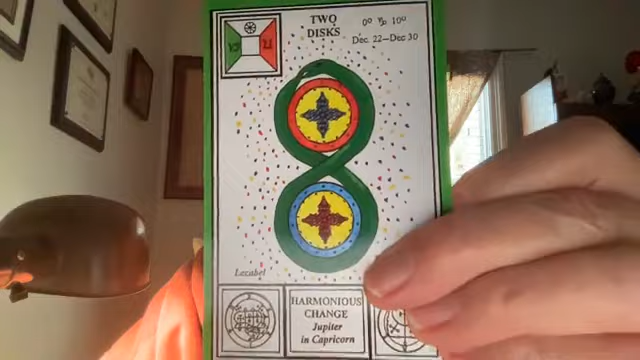 TWO
DISKS
0° ♑ 10°
Dec. 22–Dec 30
Lecabel
HARMONIOUS
CHANGE
Jupiter
in Capricorn